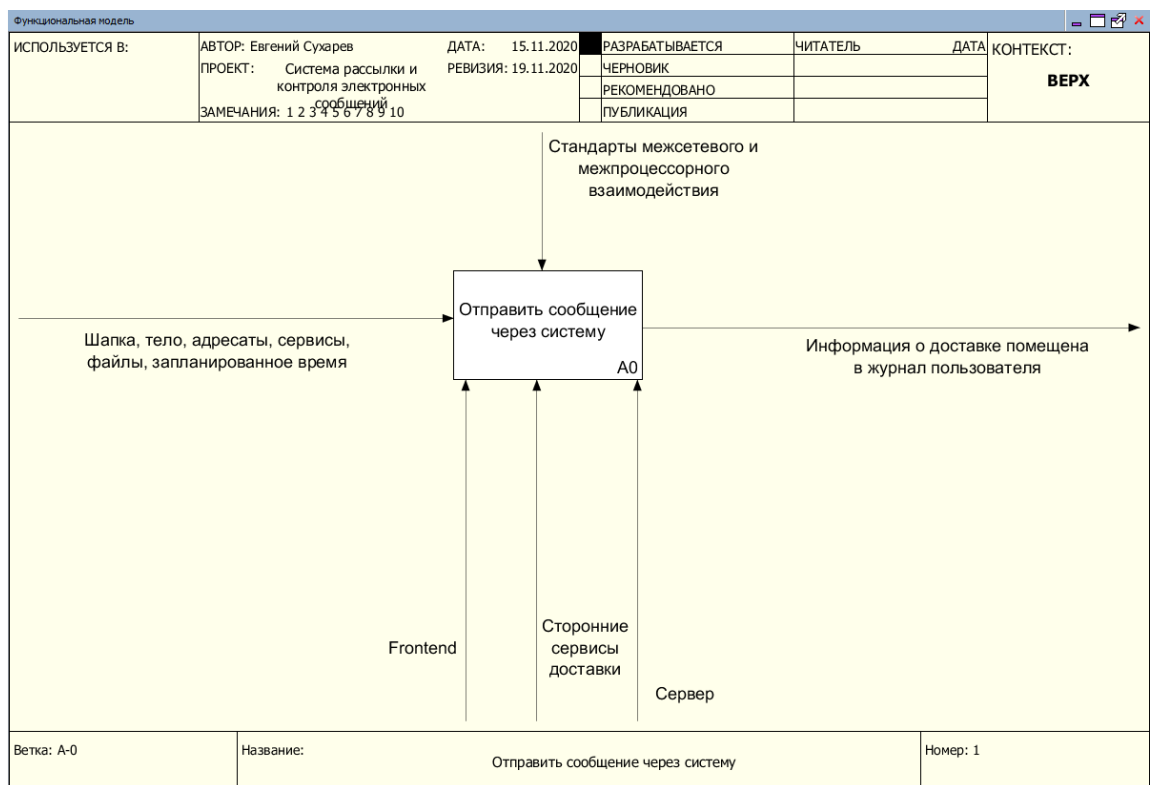 Функциональная модель
ИСПОЛЬЗУЕТСЯ В:
АВТОР: Евгений Сухарев
ДАТА: 15.11.2020
ПРОЕКТ: Система рассылки и
контроля электронных
сообщений
РЕВИЗИЯ: 19.11.2020
ЗАМЕЧАНИЯ: 1 2 3 4 5 6 7 8 9 10
РАЗРАБАТЫВАЕТСЯ
ЧЕРНОВИК
РЕКОМЕНДОВАНО
ПУБЛИКАЦИЯ
ЧИТАТЕЛЬ ДАТА
КОНТЕКСТ:
ВЕРХ
Стандарты межсетевого и
межпроцессорного
взаимодействия
Отправить сообщение
через систему
A0
Шапка, тело, адресаты, сервисы,
файлы, запланированное время
Информация о доставке помещена
в журнал пользователя
Frontend
Сторонние
сервисы
доставки
Сервер
Ветка: A-0
Название:
Отправить сообщение через систему
Номер: 1